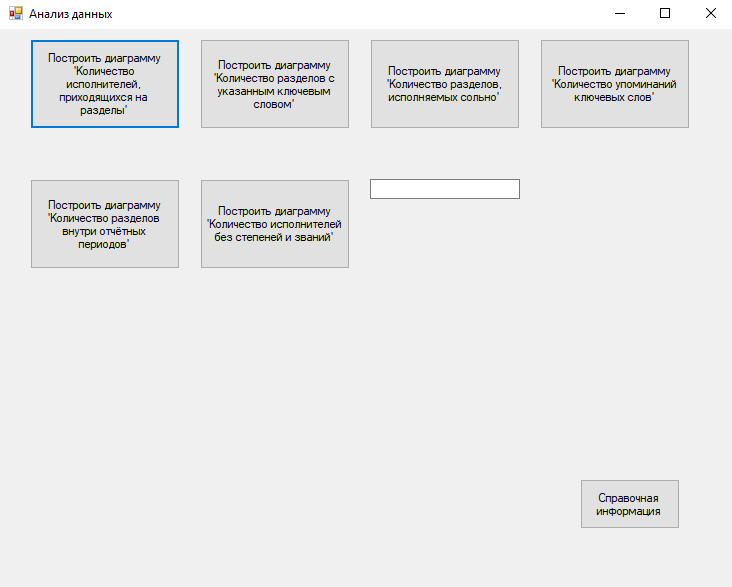 Анализ данных
Построить диаграмму
'Количество
исполнителей,
приходящихся на
разделы'
Построить диаграмму
'Количество разделов с
указанным ключевым
словом'
Построить диаграмму
'Количество разделов,
исполняемых сольно'
Построить диаграмму
'Количество упоминаний
ключевых слов'
Построить диаграмму
'Количество разделов
внутри отчётных
периодов'
Построить диаграмму
'Количество исполнителей
без степеней и званий'
Справочная
информация